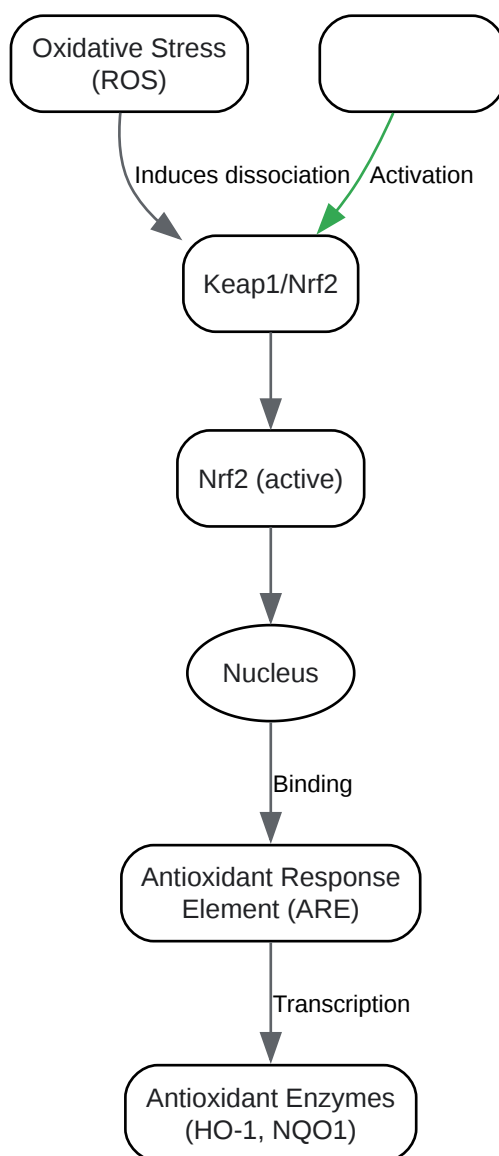 Oxidative Stress
(ROS)
Induces dissociation
Activation
Keap1/Nrf2
Nrf2 (active)
Nucleus
Binding
Antioxidant Response
Element (ARE)
Transcription
Antioxidant Enzymes
(HO-1, NQO1)